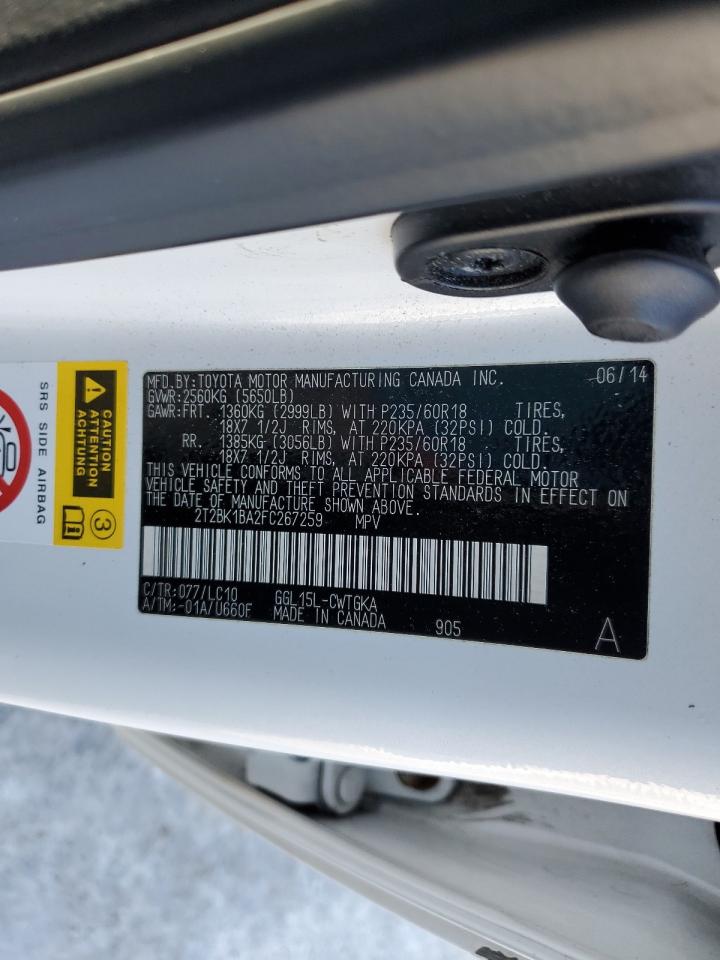 MFD.BY:TOYOTA MOTOR MANUFACTURING CANADA INC. 06/14
GVWR:2560KG (5650LB)
GAWR:FRT. 1360KG (2999LB) WITH P235/60R18 TIRES,
18X7 1/2J RIMS, AT 220KPA (32PSI) COLD.
RR. 1385KG (3056LB) WITH P235/60R18 TIRES,
18X7 1/2J RIMS, AT 220KPA (32PSI) COLD.
THIS VEHICLE CONFORMS TO ALL APPLICABLE FEDERAL MOTOR
VEHICLE SAFETY AND THEFT PREVENTION STANDARDS IN EFFECT ON
THE DATE OF MANUFACTURE SHOWN ABOVE.
2T2BK1BA2FC267259 MPV
C/TR:077/LC10 GGL15L-CWTGKA
A/TM:-01A/U660F MADE IN CANADA 905 A
SRS SIDE AIRBAG
CAUTION
ATTENTION
ACHTUNG
3